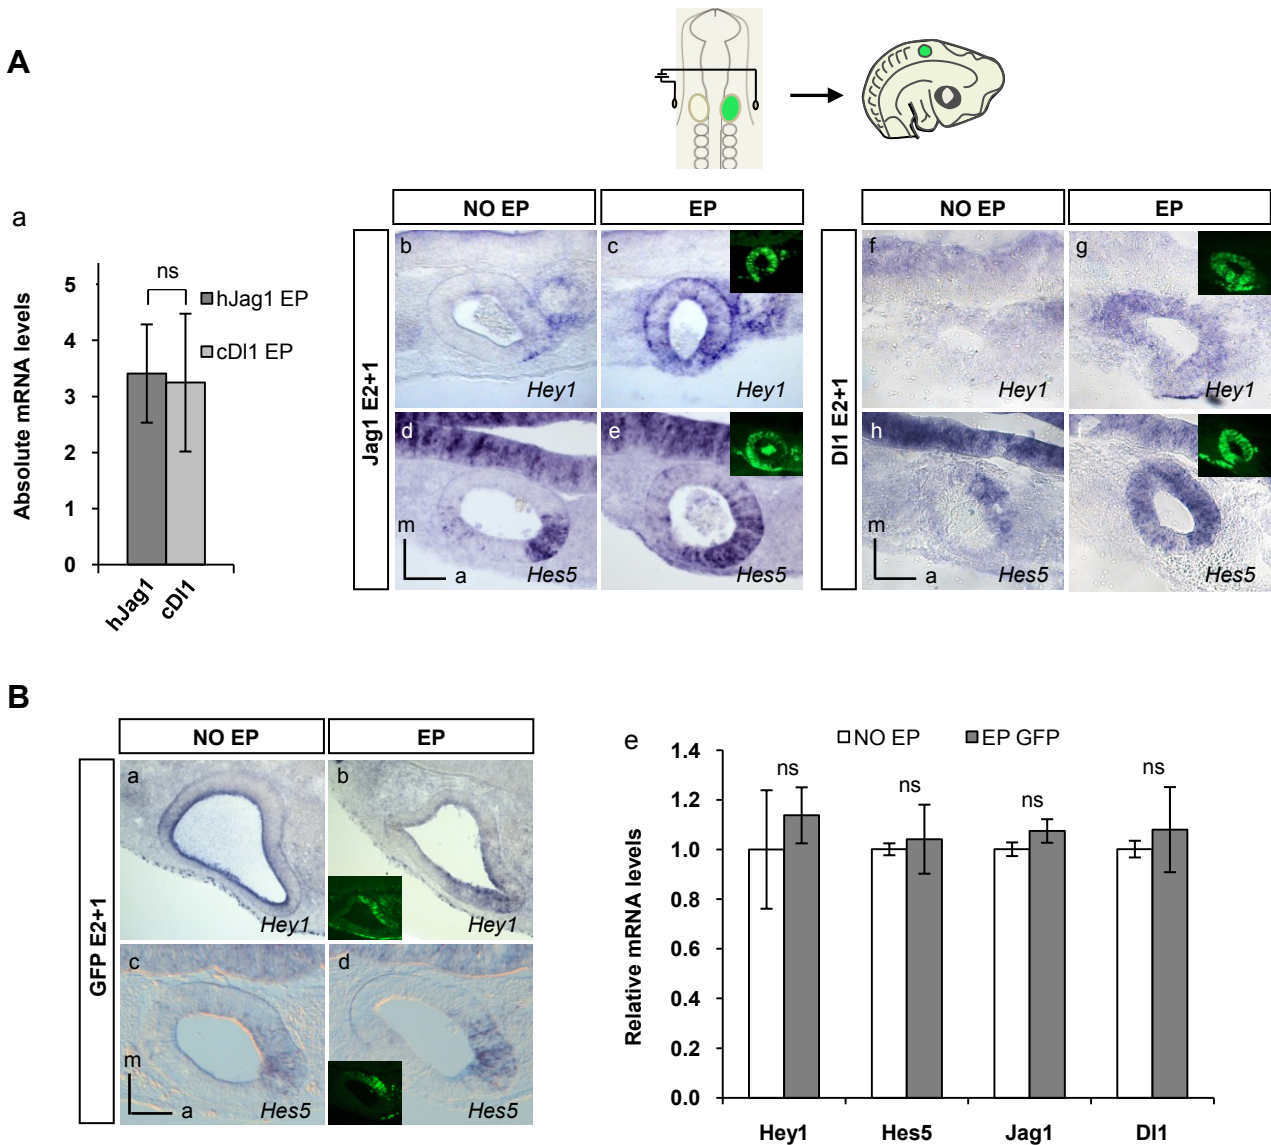 A
a
Absolute mRNA levels
5
4
3
2
1
0
ns
hJag1 EP
cDl1 EP
hJag1
cDl1
NO EP
EP
Jag1 E2+1
b
Hey1
c
Hey1
d
m
a
Hes5
e
Hes5
NO EP
EP
Dl1 E2+1
f
Hey1
g
Hey1
h
m
a
Hes5
i
Hes5
B
NO EP
EP
GFP E2+1
a
Hey1
b
Hey1
c
m
a
Hes5
d
Hes5
e
NO EP
EP GFP
Relative mRNA levels
1.4
1.2
1.0
0.8
0.6
0.4
0.2
0.0
ns
ns
ns
ns
Hey1
Hes5
Jag1
Dl1